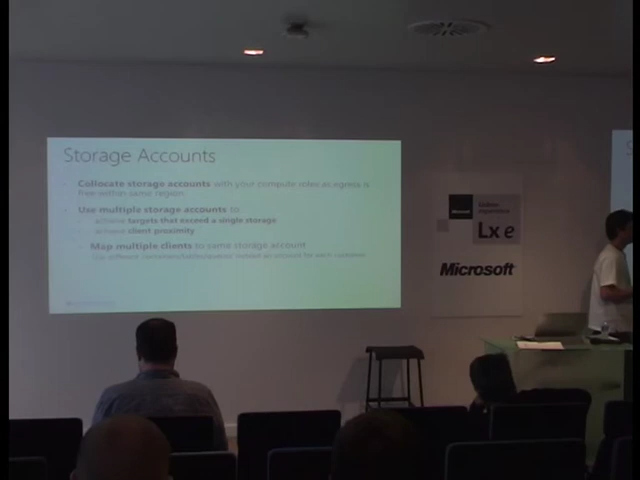 Storage Accounts
Collocate storage accounts with your compute roles as egress is
free within same region
Use multiple storage accounts to:
achieve targets that exceed a single storage
achieve client proximity
Map multiple clients to same storage account
Microsoft
Lx e